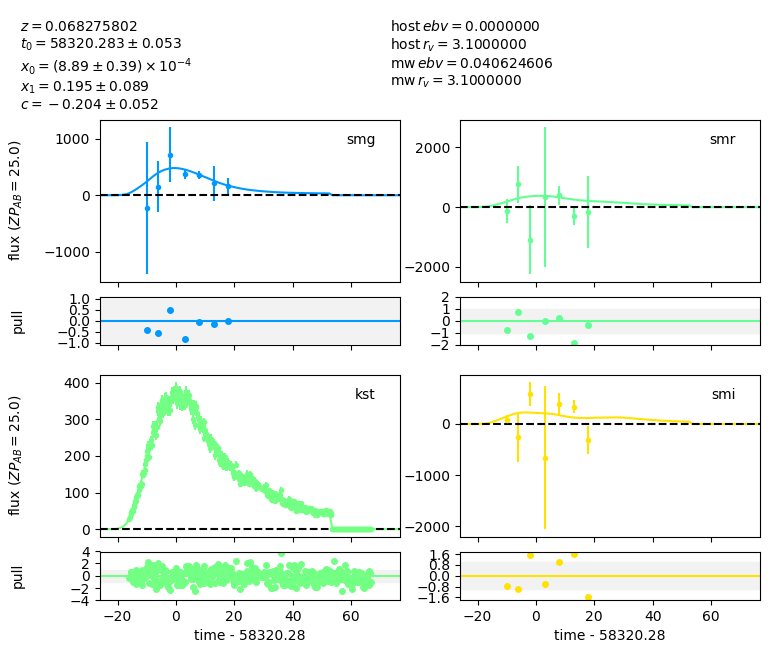 z = 0.068275802
t₀ = 58320.283 ± 0.053
x₀ = (8.89 ± 0.39) × 10⁻⁴
x₁ = 0.195 ± 0.089
c = −0.204 ± 0.052
host ebv = 0.0000000
host r_v = 3.1000000
mw ebv = 0.040624606
mw r_v = 3.1000000
flux (ZP_AB = 25.0)
1000
0
−1000
smg
2000
0
−2000
smr
pull
1.0
0.5
0.0
−0.5
−1.0
2
1
0
−1
−2
flux (ZP_AB = 25.0)
400
300
200
100
0
kst
0
−1000
−2000
smi
pull
4
2
0
−2
−4
1.6
0.8
0.0
−0.8
−1.6
−20 0 20 40 60
−20 0 20 40 60
time - 58320.28
time - 58320.28